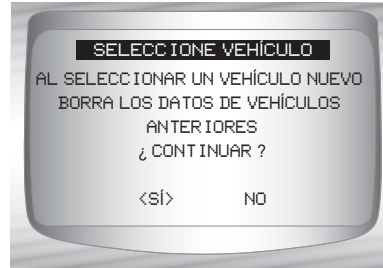 SELECCIONE VEHÍCULO
AL SELECCIONAR UN VEHÍCULO NUEVO
BORRA LOS DATOS DE VEHÍCULOS
ANTERIORES
¿ CONTINUAR ?
<SÍ> NO